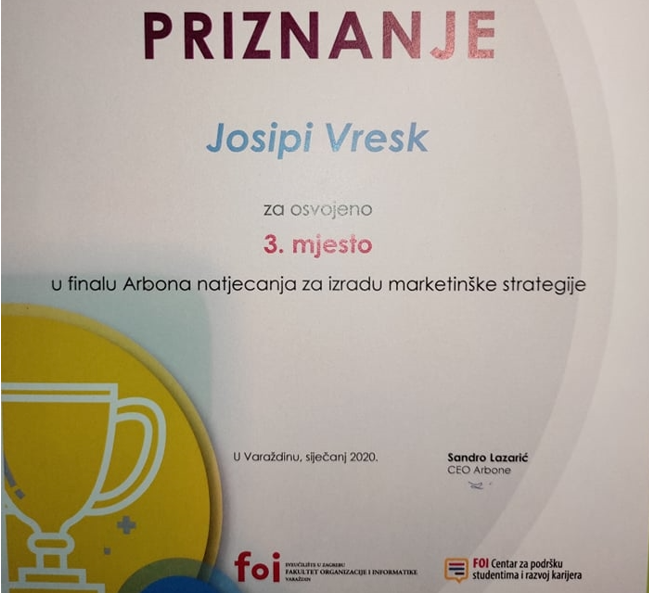 PRIZNANJE
Josipi Vresk
za osvojeno
3. mjesto
u finalu Arbona natjecanja za izradu marketinške strategije
U Varaždinu, siječanj 2020.
Sandro Lazarić
CEO Arbone
foi
SVEUČILIŠTE U ZAGREBU
FAKULTET ORGANIZACIJE I INFORMATIKE
VARAŽDIN
FOI Centar za podršku
studentima i razvoj karijera